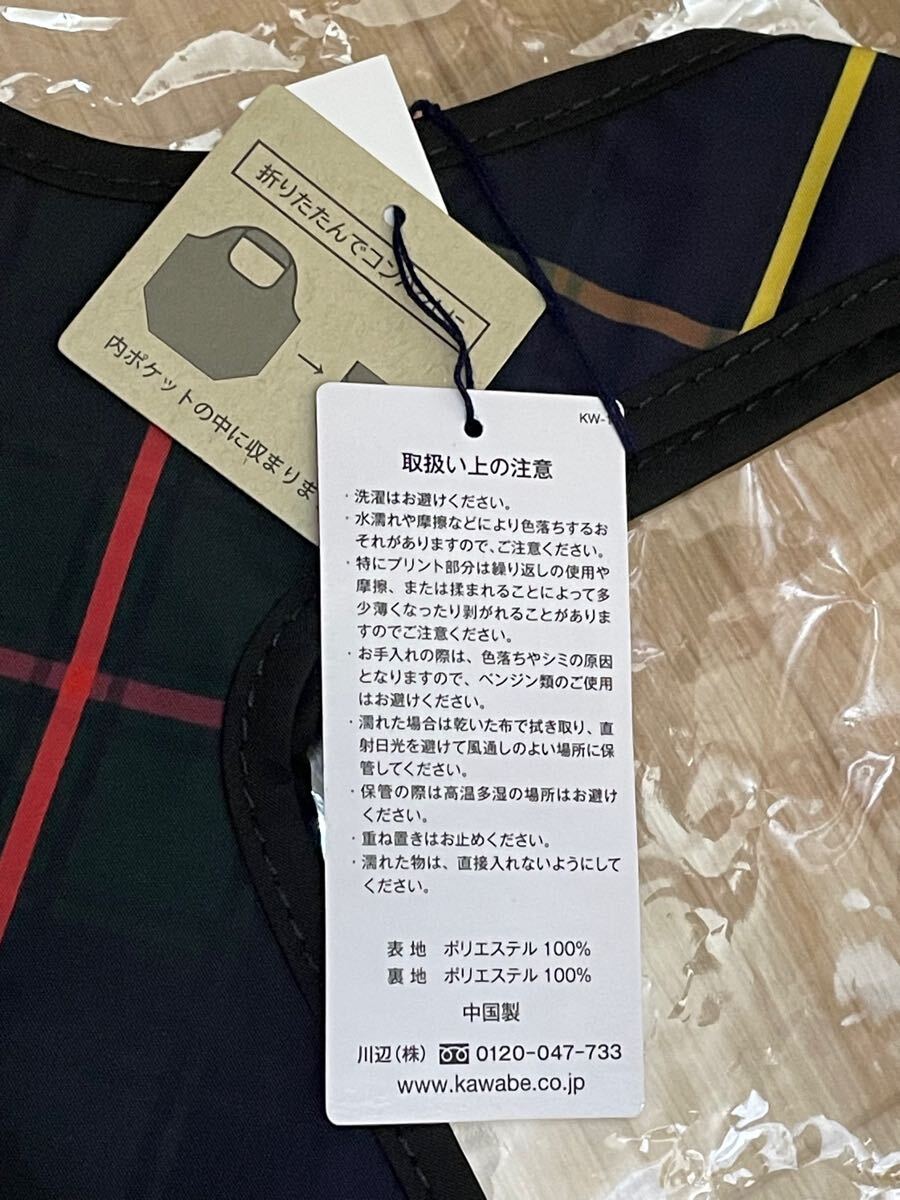 折りたたんでコンパクトに
内ポケットの中に収まりま
KW-1
取扱い上の注意
・洗濯はお避けください。
・水濡れや摩擦などにより色落ちするお
それがありますので、ご注意ください。
・特にプリント部分は繰り返しの使用や
摩擦、または揉まれることによって多
少薄くなったり剥がれることがありま
すのでご注意ください。
・お手入れの際は、色落ちやシミの原因
となりますので、ベンジン類のご使用
はお避けください。
・濡れた場合は乾いた布で拭き取り、直
射日光を避けて風通しのよい場所に保
管してください。
・保管の際は高温多湿の場所はお避け
ください。
・重ね置きはお止めください。
・濡れた物は、直接入れないようにして
ください。
表地 ポリエステル 100%
裏地 ポリエステル 100%
中国製
川辺(株) 0120-047-733
www.kawabe.co.jp